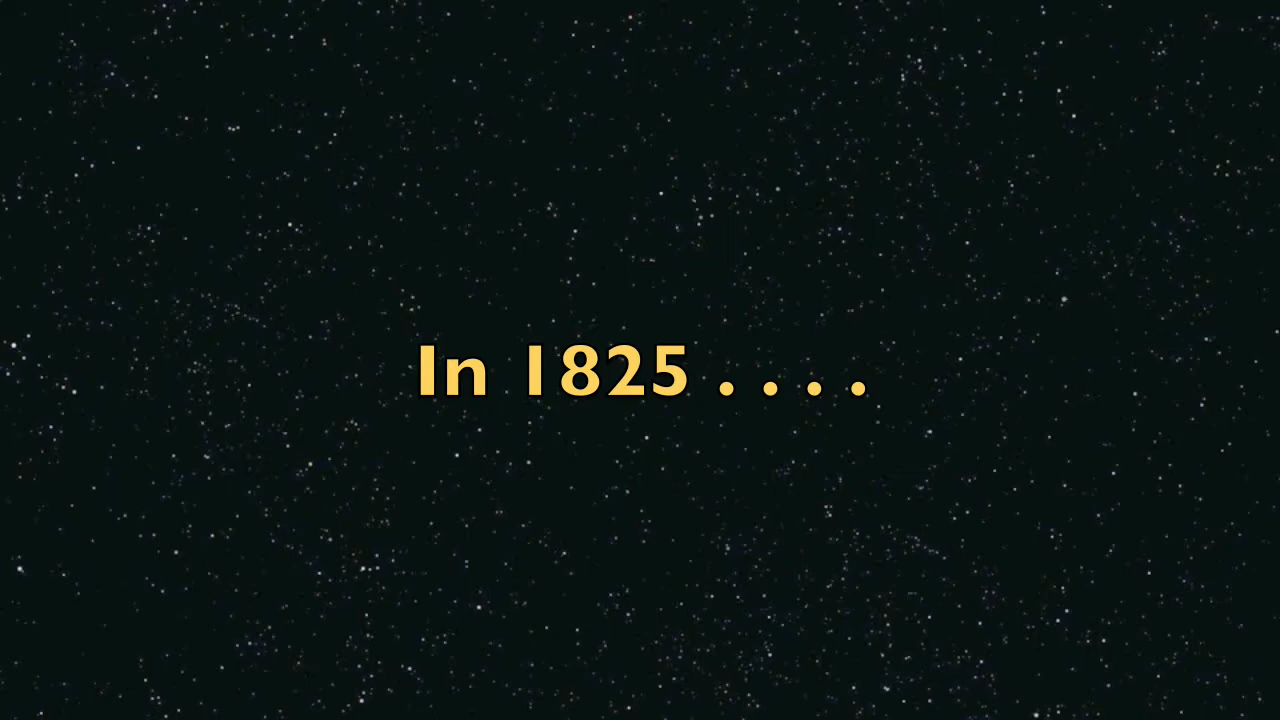 In 1825 . . . .